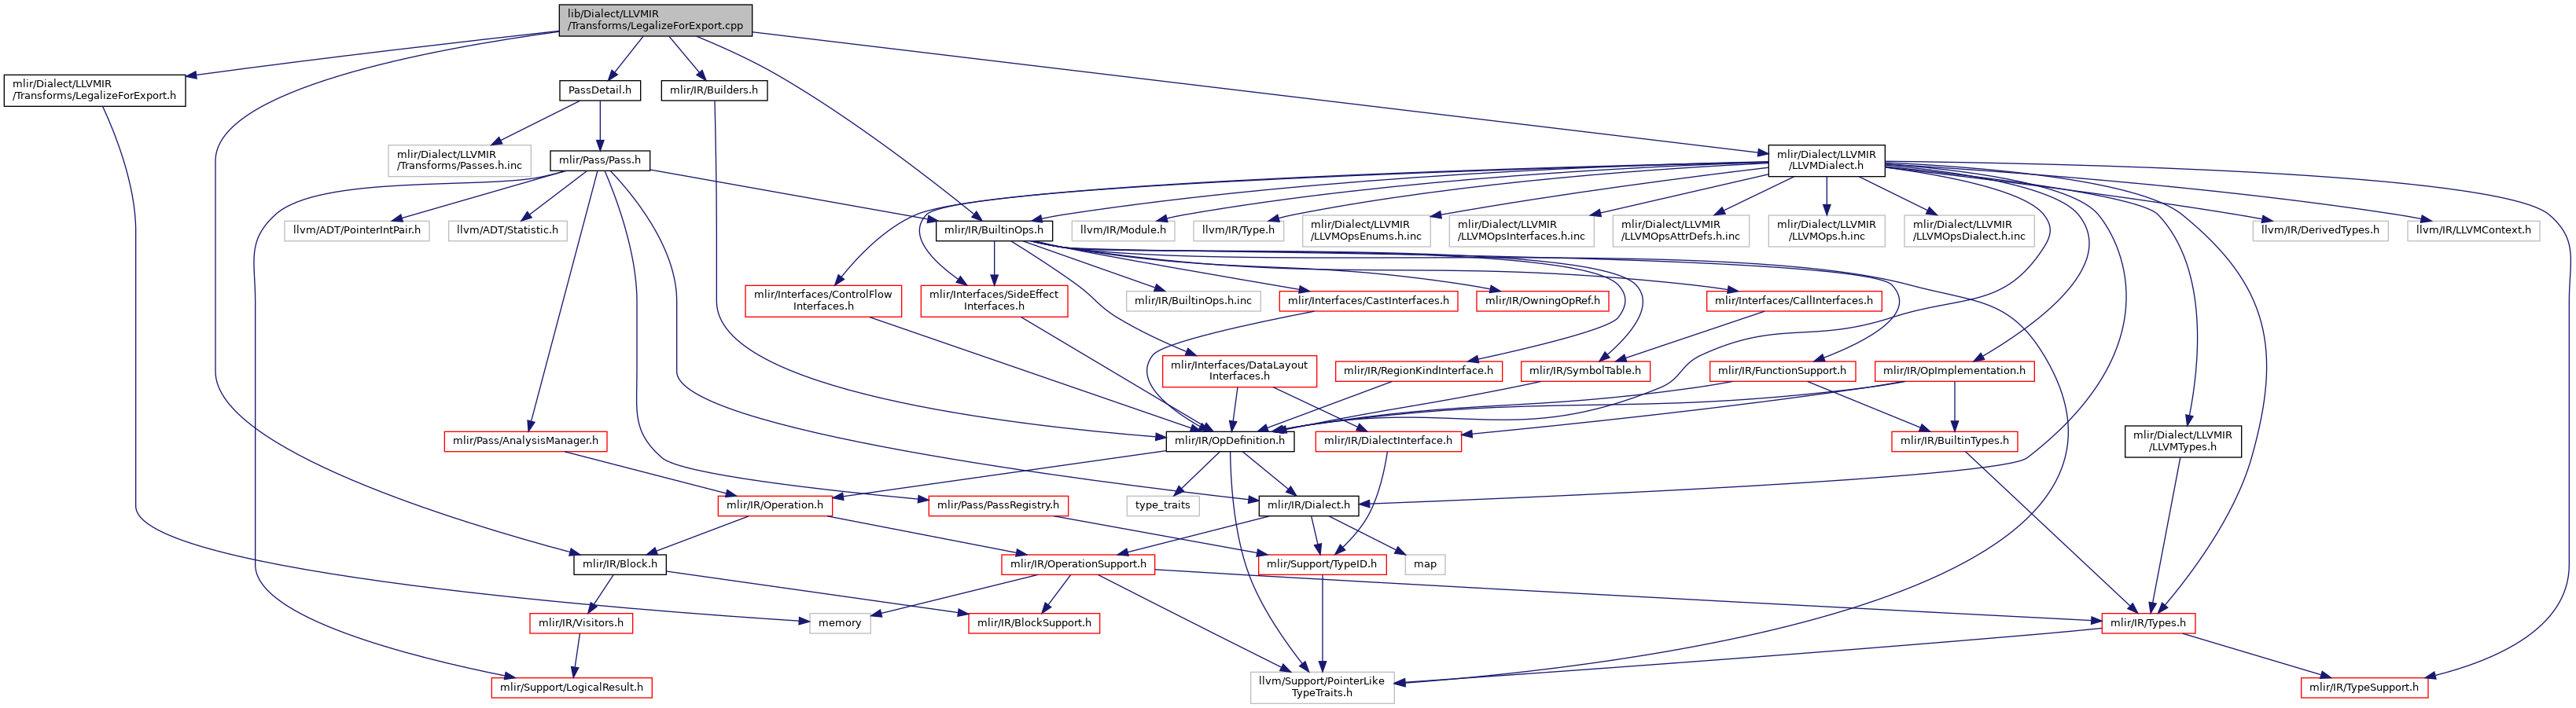 lib/Dialect/LLVMIR
/Transforms/LegalizeForExport.cpp
mlir/Dialect/LLVMIR
/Transforms/LegalizeForExport.h
PassDetail.h
mlir/IR/Builders.h
mlir/Dialect/LLVMIR
/Transforms/Passes.h.inc
mlir/Pass/Pass.h
mlir/Dialect/LLVMIR
/LLVMDialect.h
llvm/ADT/PointerIntPair.h
llvm/ADT/Statistic.h
mlir/IR/BuiltinOps.h
llvm/IR/Module.h
llvm/IR/Type.h
mlir/Dialect/LLVMIR
/LLVMOpsEnums.h.inc
mlir/Dialect/LLVMIR
/LLVMOpsInterfaces.h.inc
mlir/Dialect/LLVMIR
/LLVMOpsAttrDefs.h.inc
mlir/Dialect/LLVMIR
/LLVMOps.h.inc
mlir/Dialect/LLVMIR
/LLVMOpsDialect.h.inc
llvm/IR/DerivedTypes.h
llvm/IR/LLVMContext.h
mlir/Interfaces/ControlFlow
Interfaces.h
mlir/Interfaces/SideEffect
Interfaces.h
mlir/IR/BuiltinOps.h.inc
mlir/Interfaces/CastInterfaces.h
mlir/IR/OwningOpRef.h
mlir/Interfaces/CallInterfaces.h
mlir/Interfaces/DataLayout
Interfaces.h
mlir/IR/RegionKindInterface.h
mlir/IR/SymbolTable.h
mlir/IR/FunctionSupport.h
mlir/IR/OpImplementation.h
mlir/Pass/AnalysisManager.h
mlir/IR/OpDefinition.h
mlir/IR/DialectInterface.h
mlir/IR/BuiltinTypes.h
mlir/Dialect/LLVMIR
/LLVMTypes.h
mlir/IR/Operation.h
mlir/Pass/PassRegistry.h
type_traits
mlir/IR/Dialect.h
mlir/IR/Block.h
mlir/IR/OperationSupport.h
mlir/Support/TypeID.h
map
mlir/IR/Visitors.h
memory
mlir/IR/BlockSupport.h
mlir/IR/Types.h
mlir/Support/LogicalResult.h
llvm/Support/PointerLike
TypeTraits.h
mlir/IR/TypeSupport.h